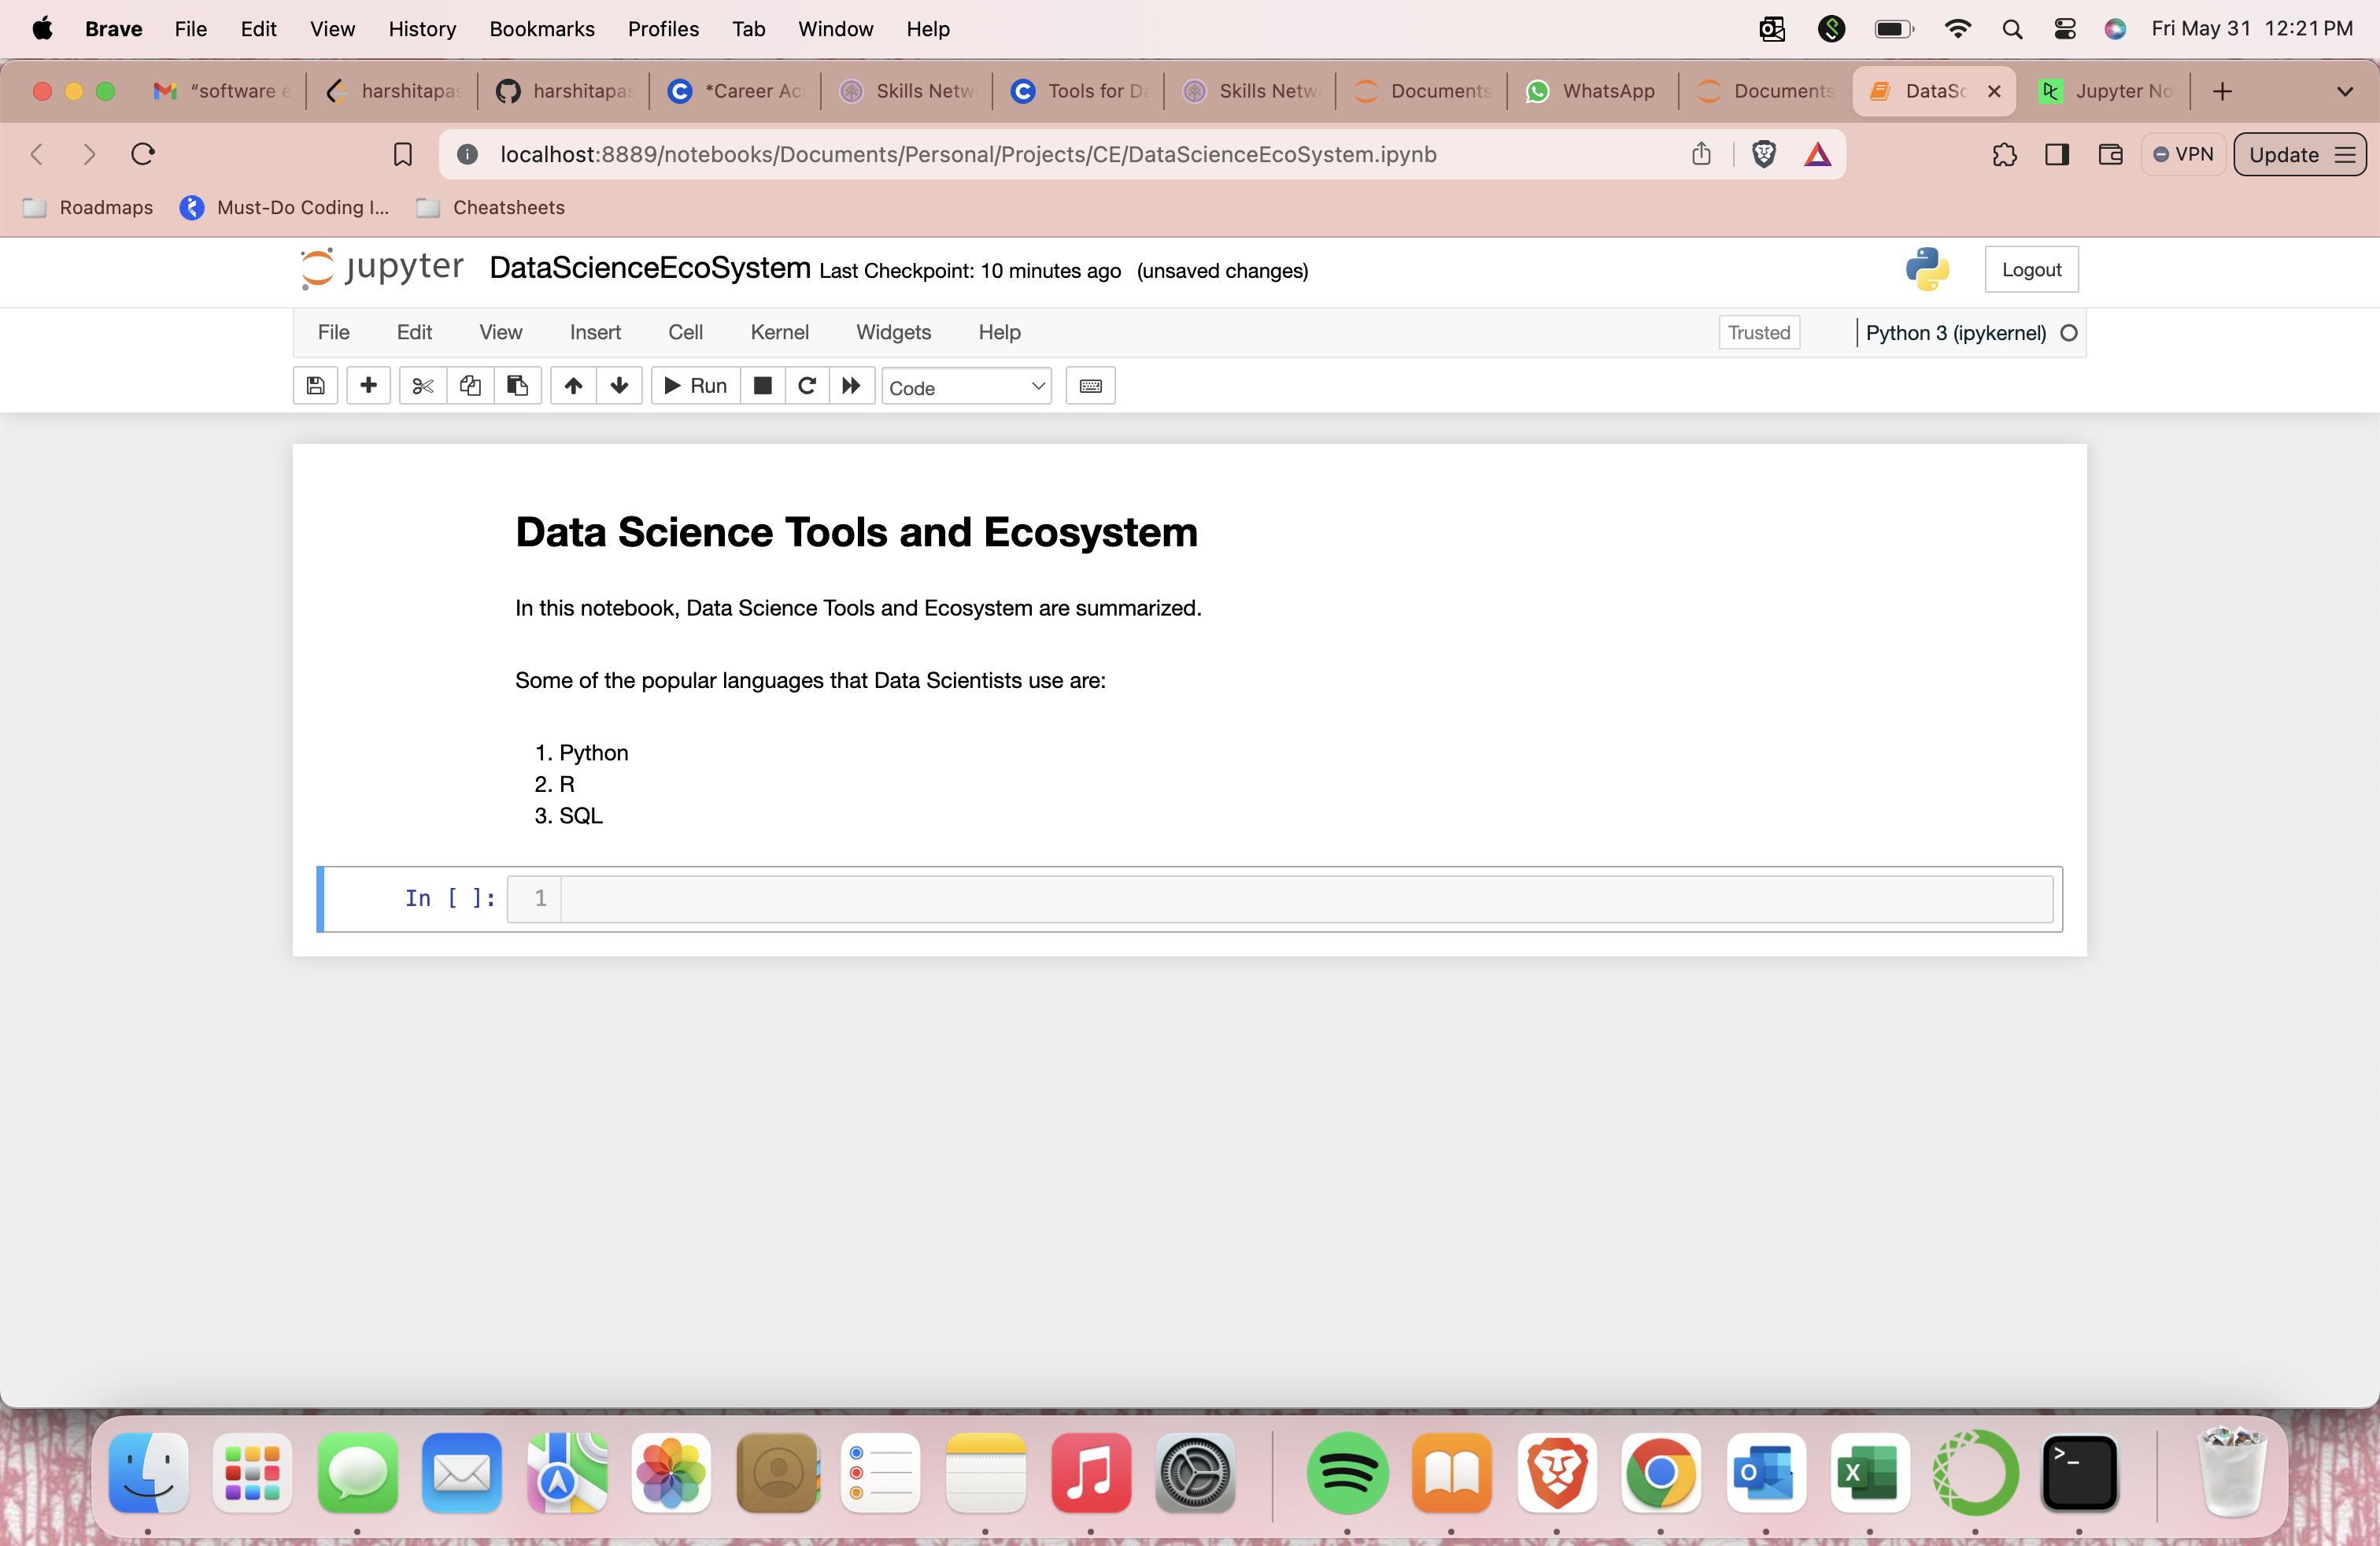 Brave File Edit View History Bookmarks Profiles Tab Window Help Fri May 31 12:21 PM
"software e harshitapas harshitapas *Career Aca Skills Netw Tools for Da Skills Netw Documents WhatsApp Documents DataSc Jupyter No
localhost:8889/notebooks/Documents/Personal/Projects/CE/DataScienceEcoSystem.ipynb VPN Update
Roadmaps Must-Do Coding I... Cheatsheets
jupyter DataScienceEcoSystem Last Checkpoint: 10 minutes ago (unsaved changes) Logout
File Edit View Insert Cell Kernel Widgets Help Trusted Python 3 (ipykernel)
Run Code
Data Science Tools and Ecosystem
In this notebook, Data Science Tools and Ecosystem are summarized.
Some of the popular languages that Data Scientists use are:
1. Python
2. R
3. SQL
In [ ]: 1